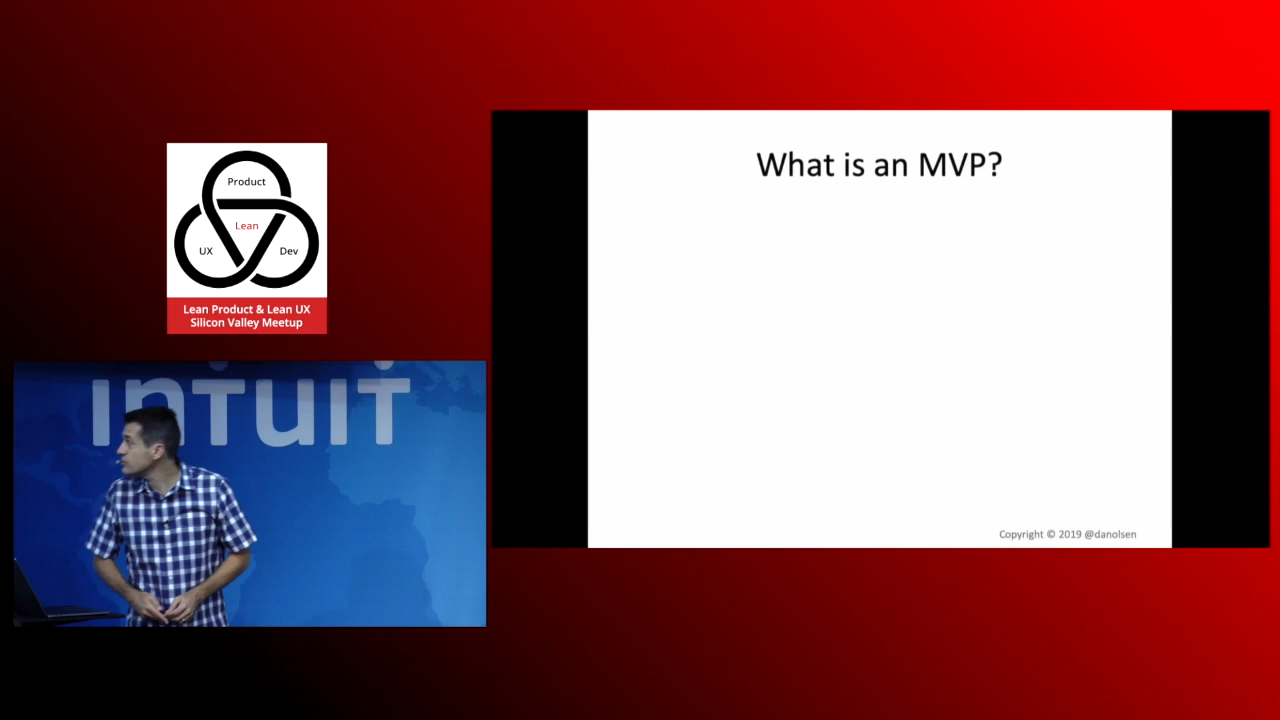 Product
Lean
UX
Dev
Lean Product & Lean UX
Silicon Valley Meetup
intuit
What is an MVP?
Copyright © 2019 @danolsen